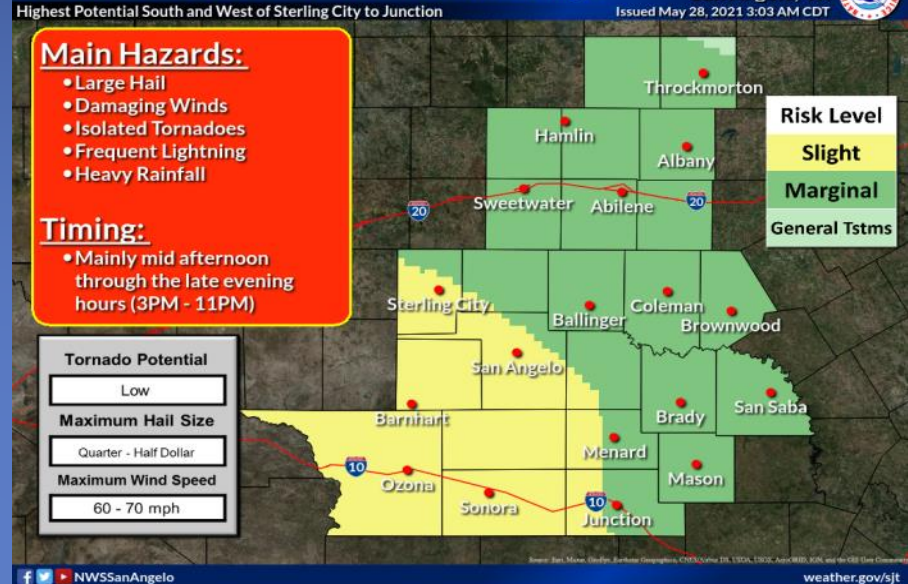 Highest Potential South and West of Sterling City to Junction
Issued May 28, 2021 3:03 AM CDT
Main Hazards:
•Large Hail
•Damaging Winds
•Isolated Tornadoes
•Frequent Lightning
•Heavy Rainfall
Timing:
•Mainly mid afternoon
through the late evening
hours (3PM - 11PM)
Risk Level
Slight
Marginal
General Tstms
Throckmorton
Hamlin
Albany
20
Sweetwater
Abilene
20
Sterling City
Ballinger
Coleman
Brownwood
San Angelo
Barnhart
Brady
San Saba
Menard
Mason
10
Ozona
Sonora
10
Junction
Tornado Potential
Low
Maximum Hail Size
Quarter - Half Dollar
Maximum Wind Speed
60 - 70 mph
NWSSanAngelo
weather.gov/sjt